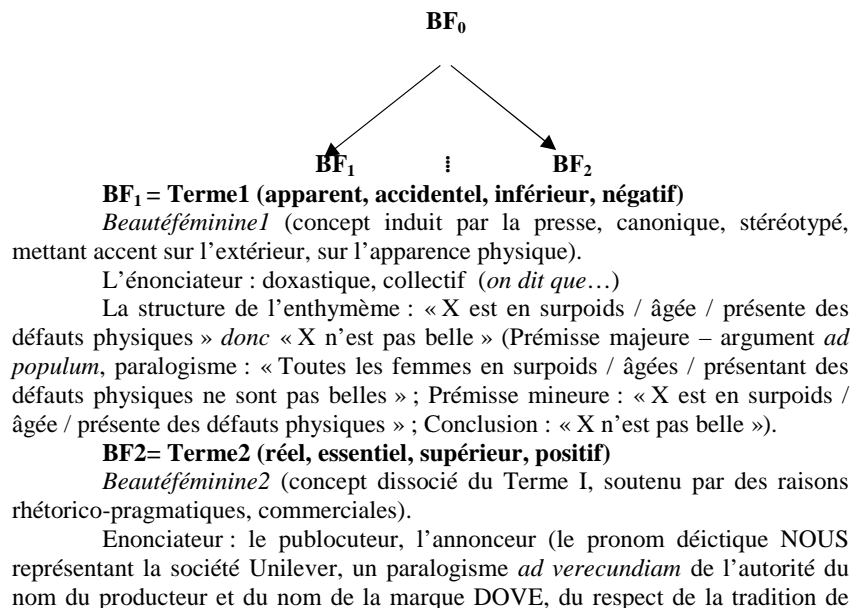 BF₀
BF₁ ⁞ BF₂
BF₁ = Terme1 (apparent, accidentel, inférieur, négatif)
Beautéféminine1 (concept induit par la presse, canonique, stéréotypé,
mettant accent sur l’extérieur, sur l’apparence physique).
L’énonciateur : doxastique, collectif (on dit que…)
La structure de l’enthymème : « X est en surpoids / âgée / présente des
défauts physiques » donc « X n’est pas belle » (Prémisse majeure – argument ad
populum, paralogisme : « Toutes les femmes en surpoids / âgées / présentant des
défauts physiques ne sont pas belles » ; Prémisse mineure : « X est en surpoids /
âgée / présente des défauts physiques » ; Conclusion : « X n’est pas belle »).
BF2= Terme2 (réel, essentiel, supérieur, positif)
Beautéféminine2 (concept dissocié du Terme I, soutenu par des raisons
rhétorico-pragmatiques, commerciales).
Enonciateur : le publocuteur, l’annonceur (le pronom déictique NOUS
représentant la société Unilever, un paralogisme ad verecundiam de l’autorité du
nom du producteur et du nom de la marque DOVE, du respect de la tradition de